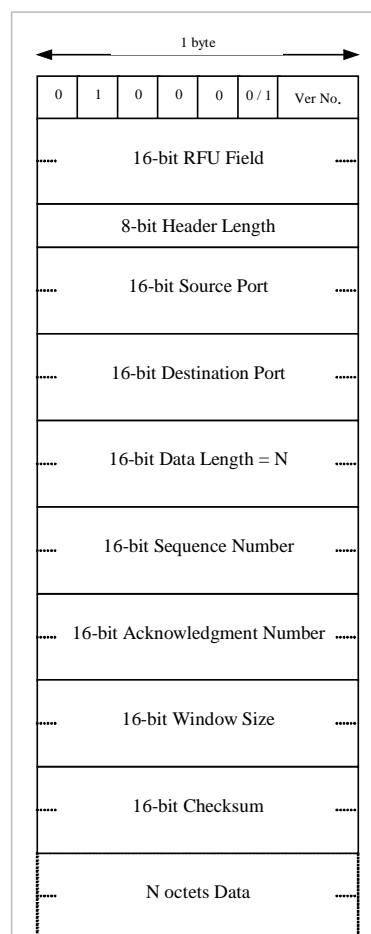 1 byte
0 1 0 0 0 0 / 1 Ver No.
16-bit RFU Field
8-bit Header Length
16-bit Source Port
16-bit Destination Port
16-bit Data Length = N
16-bit Sequence Number
16-bit Acknowledgment Number
16-bit Window Size
16-bit Checksum
N octets Data